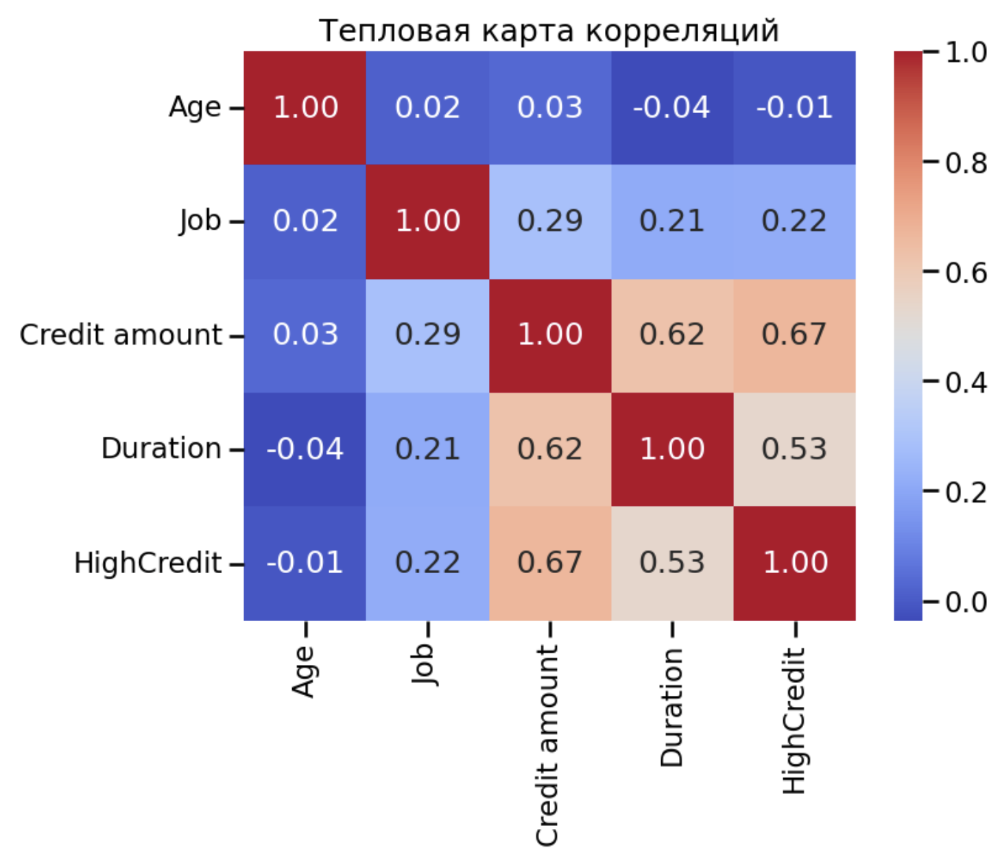 Тепловая карта корреляций
Age 1.00 0.02 0.03 -0.04 -0.01
Job 0.02 1.00 0.29 0.21 0.22
Credit amount 0.03 0.29 1.00 0.62 0.67
Duration -0.04 0.21 0.62 1.00 0.53
HighCredit -0.01 0.22 0.67 0.53 1.00
Age
Job
Credit amount
Duration
HighCredit
1.0
0.8
0.6
0.4
0.2
0.0